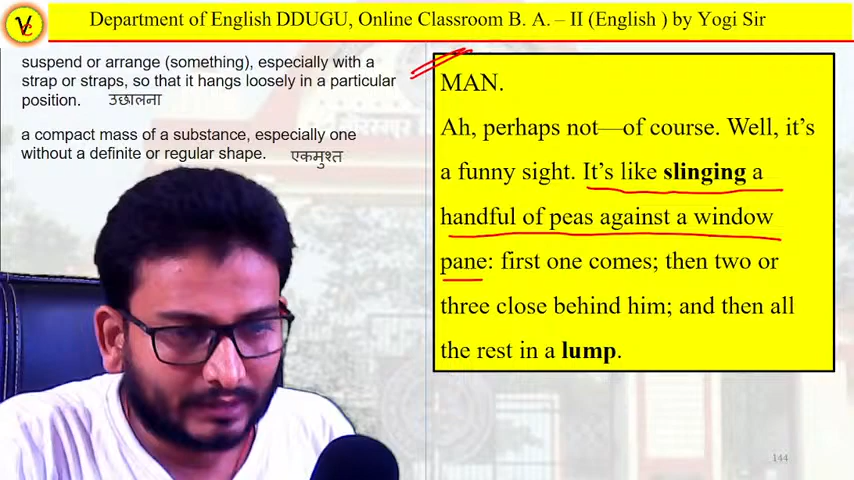 Department of English DDUGU, Online Classroom B. A. – II (English ) by Yogi Sir
suspend or arrange (something), especially with a
strap or straps, so that it hangs loosely in a particular
position. उछालना
a compact mass of a substance, especially one
without a definite or regular shape. एकमुश्त
MAN.
Ah, perhaps not—of course. Well, it’s
a funny sight. It’s like slinging a
handful of peas against a window
pane: first one comes; then two or
three close behind him; and then all
the rest in a lump.
144